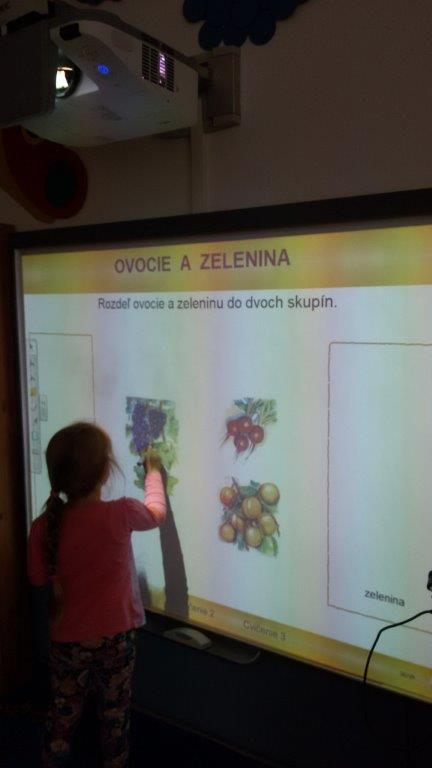 OVOCIE A ZELENINA
Rozdeľ ovocie a zeleninu do dvoch skupín.
zelenina
Cvičenie 3